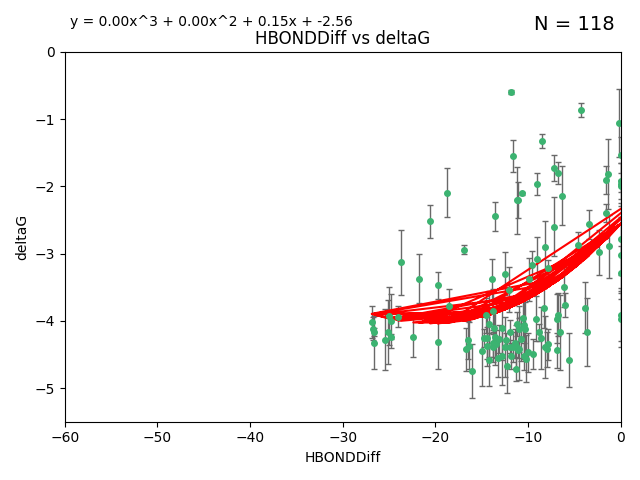 y = 0.00x^3 + 0.00x^2 + 0.15x + -2.56
N = 118
HBONDDiff vs deltaG
deltaG
0
−1
−2
−3
−4
−5
−60
−50
−40
−30
−20
−10
0
HBONDDiff